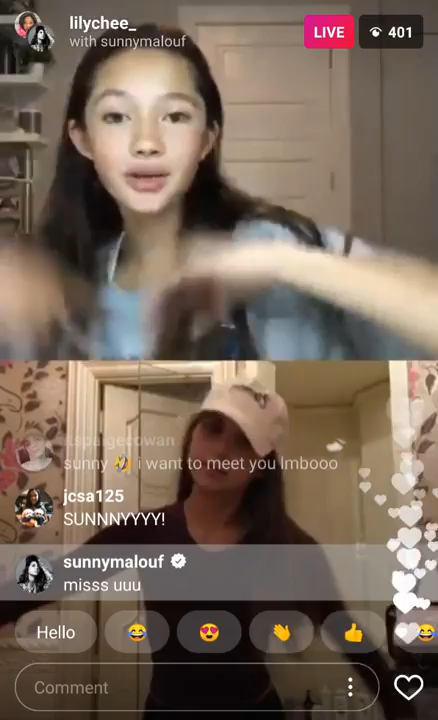 lilychee_
with sunnymalouf
LIVE
401
sunny 🤣 i want to meet you lmbooo
jcsa125
SUNNNYYYY!
sunnymalouf
misss uuu
Hello 😂 😍 👋 👍 😂
Comment